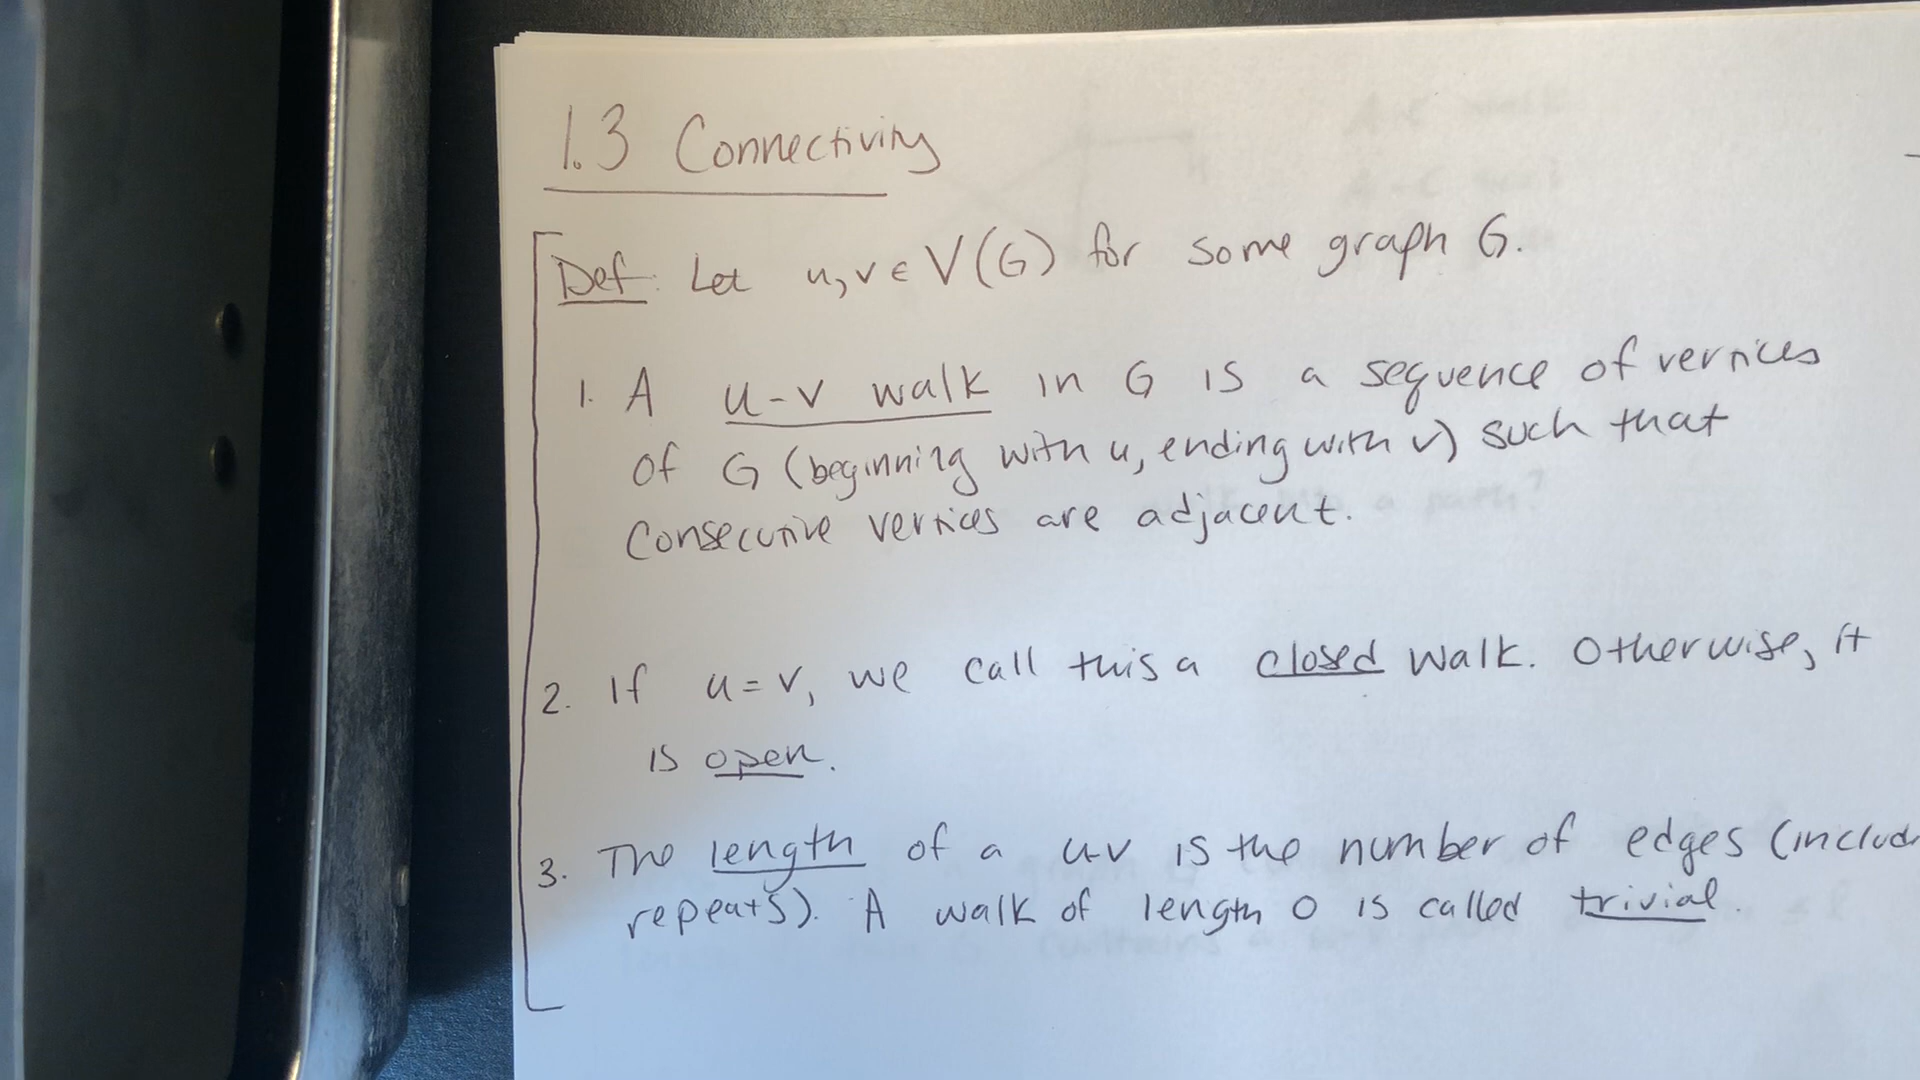 1.3 Connectivity
Def: Let u,v ∈ V(G) for some graph G.
1. A u-v walk in G is a sequence of vertices
of G (beginning with u, ending with v) such that
consecutive vertices are adjacent.
2. If u=v, we call this a closed walk. Otherwise, it
is open.
3. The length of a u-v is the number of edges (includ
repeats). A walk of length 0 is called trivial.